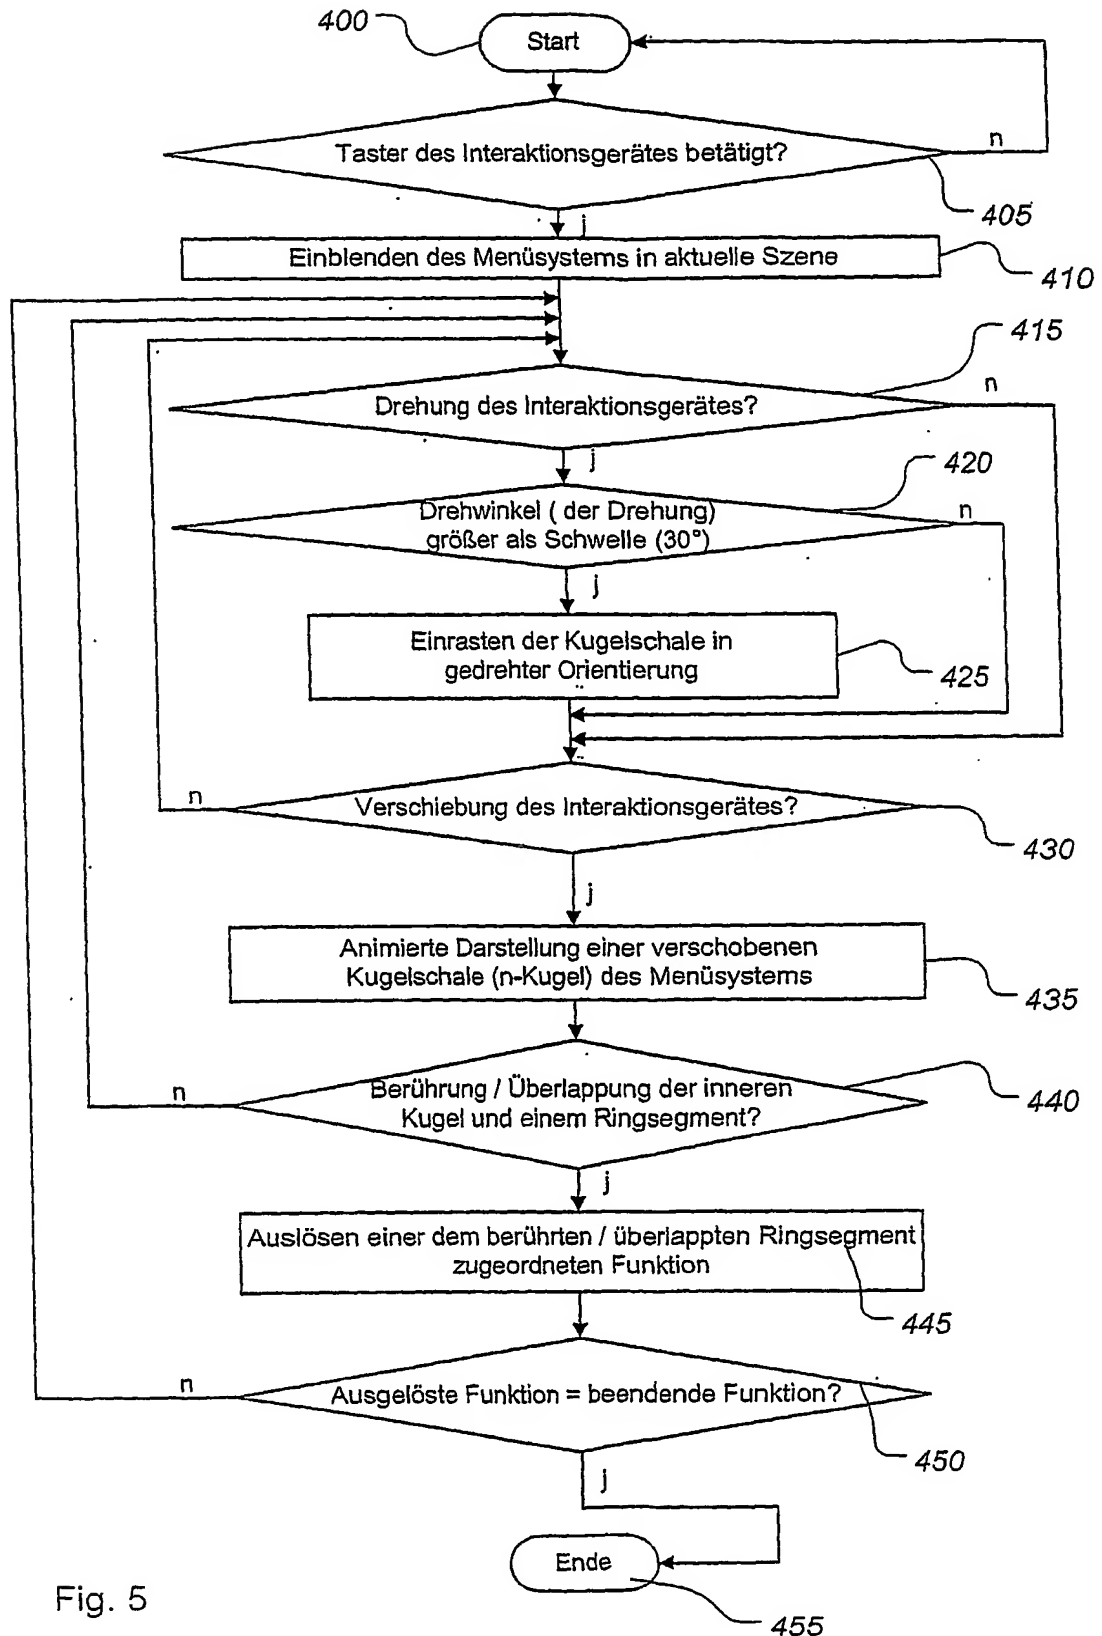 400
Start
n
Taster des Interaktionsgerätes betätigt?
405
j
Einblenden des Menüsystems in aktuelle Szene
410
415
n
Drehung des Interaktionsgerätes?
j
420
n
Drehwinkel ( der Drehung)
größer als Schwelle (30°)
j
Einrasten der Kugelschale in
gedrehter Orientierung
425
n
Verschiebung des Interaktionsgerätes?
430
j
Animierte Darstellung einer verschobenen
Kugelschale (n-Kugel) des Menüsystems
435
n
Berührung / Überlappung der inneren
Kugel und einem Ringsegment?
440
j
Auslösen einer dem berührten / überlappten Ringsegment
zugeordneten Funktion
445
n
Ausgelöste Funktion = beendende Funktion?
450
j
Ende
Fig. 5
455